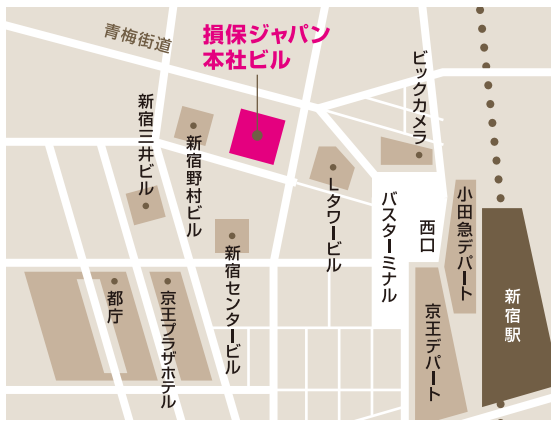 青梅街道
損保ジャパン
本社ビル
ビックカメラ
新宿三井ビル
新宿野村ビル
Lタワービル
バスターミナル
西口
小田急デパート
新宿センタービル
都庁
京王プラザホテル
京王デパート
新宿駅